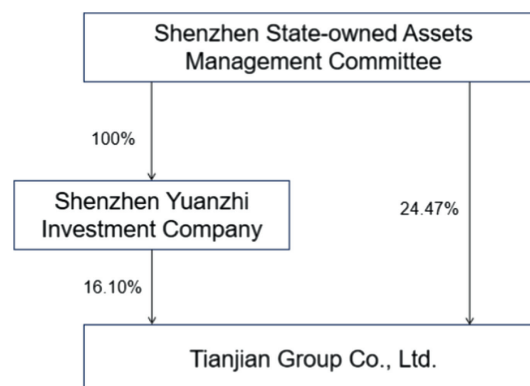 Shenzhen State-owned Assets
Management Committee
100%
Shenzhen Yuanzhi
Investment Company
24.47%
16.10%
Tianjian Group Co., Ltd.